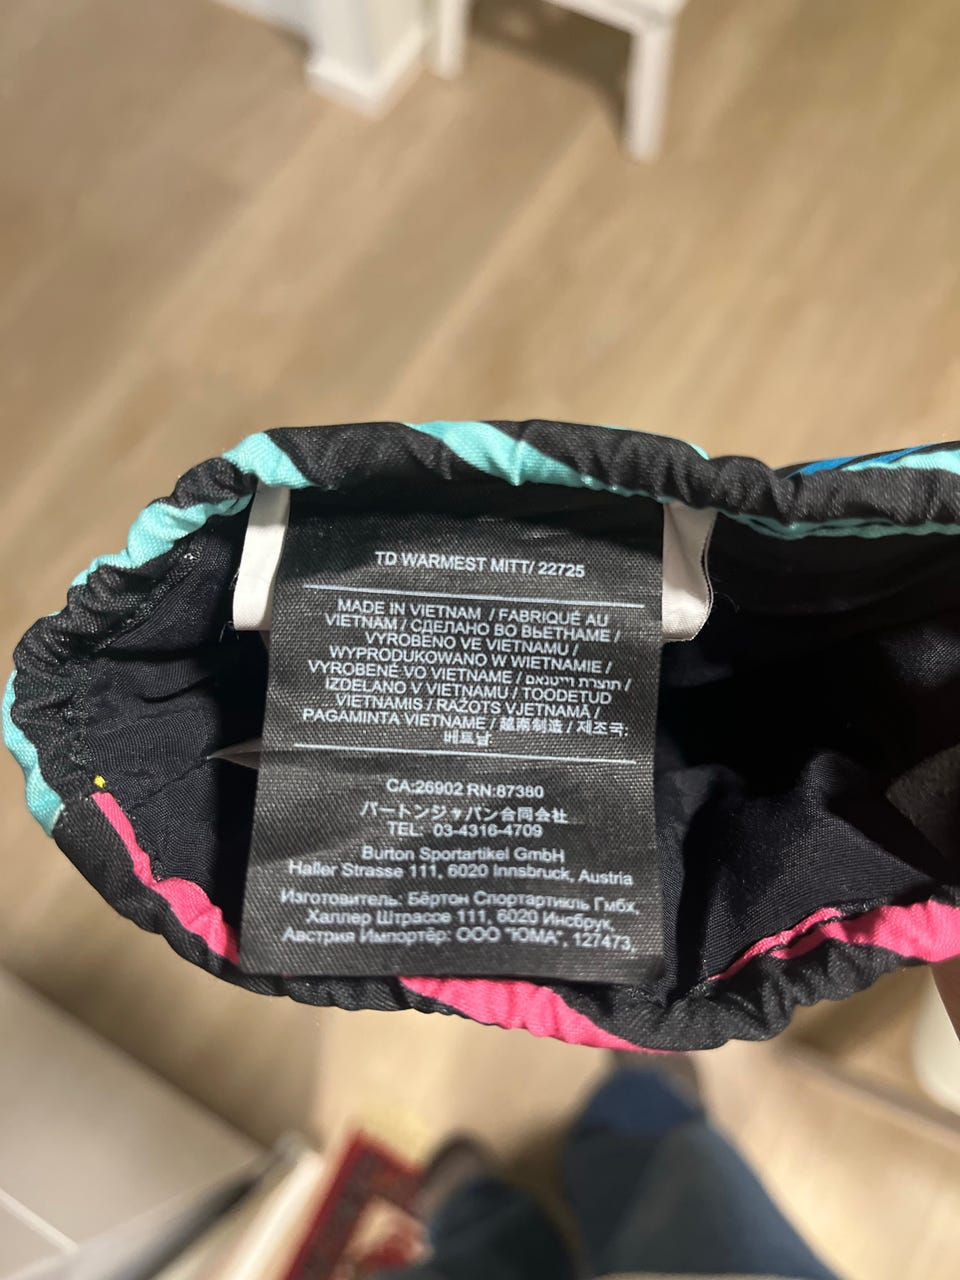 TD WARMEST MITT/ 22725
MADE IN VIETNAM / FABRIQUÉ AU
VIETNAM / СДЕЛАНО ВО ВЬЕТНАМЕ /
VYROBENO VE VIETNAMU /
WYPRODUKOWANO W WIETNAMIE /
VYROBENÉ VO VIETNAME / תוצרת וייטנאם /
IZDELANO V VIETNAMU / TOODETUD
VIETNAMIS / RAŽOTS VJETNAMĀ /
PAGAMINTA VIETNAME / 越南制造 / 제조국:
베트남
CA:26902 RN:87380
バートンジャパン合同会社
TEL: 03-4316-4709
Burton Sportartikel GmbH
Haller Strasse 111, 6020 Innsbruck, Austria
Изготовитель: Бёртон Спортартикль Гмбх,
Халлер Штрассе 111, 6020 Инсбрук,
Австрия Импортёр: ООО "ЮМА", 127473,